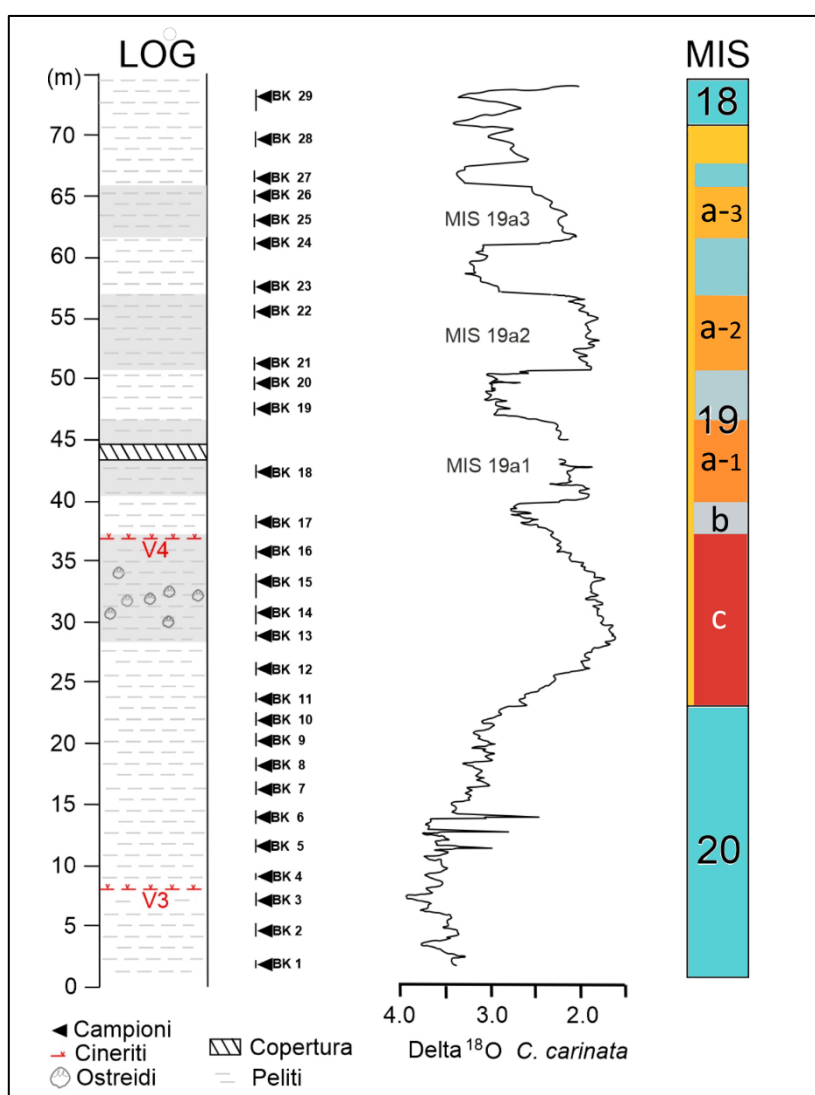 LOG
MIS
(m)
70
65
60
55
50
45
40
35
30
25
20
15
10
5
0
V4
V3
BK 29
BK 28
BK 27
BK 26
BK 25
BK 24
BK 23
BK 22
BK 21
BK 20
BK 19
BK 18
BK 17
BK 16
BK 15
BK 14
BK 13
BK 12
BK 11
BK 10
BK 9
BK 8
BK 7
BK 6
BK 5
BK 4
BK 3
BK 2
BK 1
MIS 19a3
MIS 19a2
MIS 19a1
4.0 3.0 2.0
Delta 18O C. carinata
18
a-3
a-2
19
a-1
b
c
20
Campioni
Cineriti
Ostreidi
Copertura
Peliti